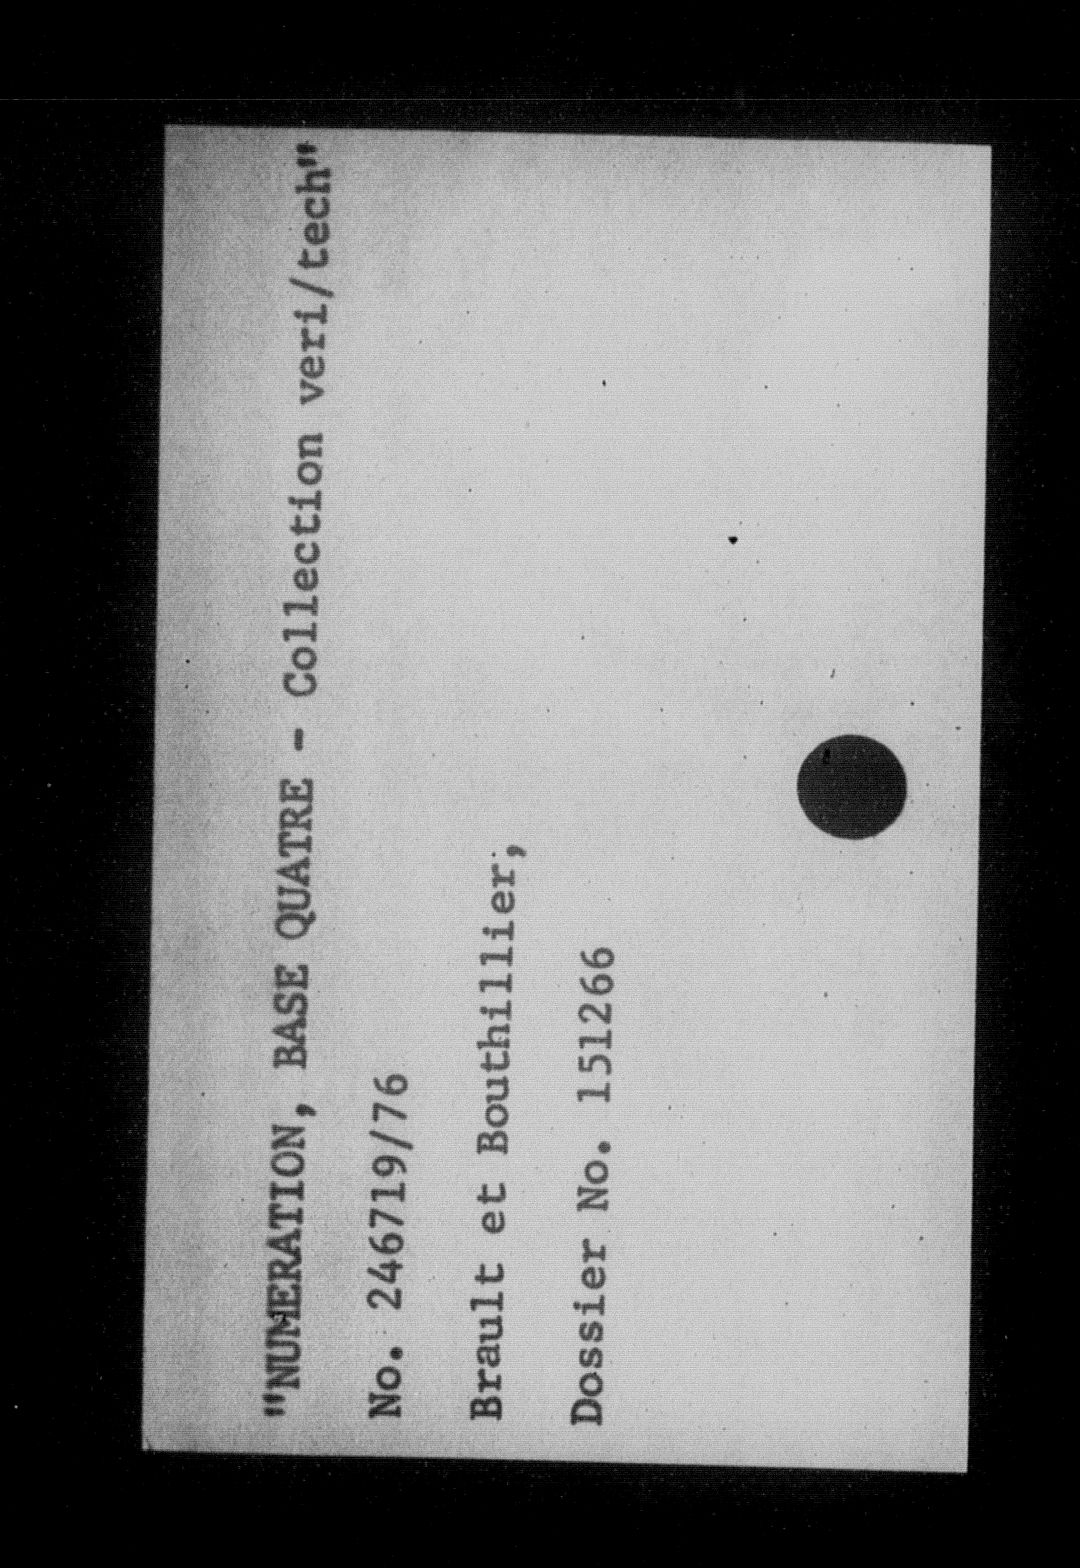 "NUMERATION, BASE QUATRE - Collection veri/tech"
No. 246719/76
Brault et Bouthillier,
Dossier No. 151266